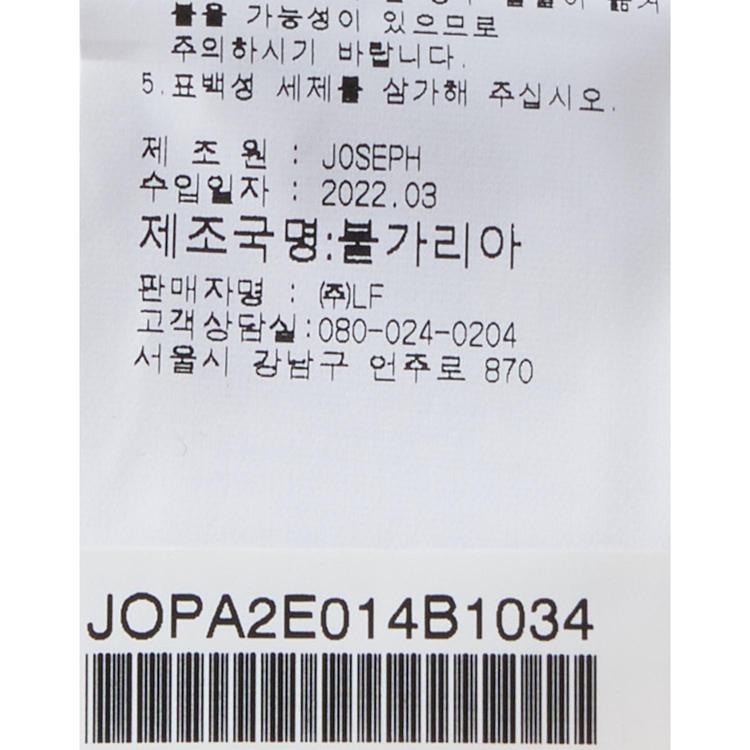 붙을 가능성이 있으므로
주의하시기 바랍니다.
5.표백성 세제를 삼가해 주십시오.
제 조 원 : JOSEPH
수입일자 : 2022.03
제조국명:불가리아
판매자명 : ㈜LF
고객상담실:080-024-0204
서울시 강남구 언주로 870
JOPA2E014B1034